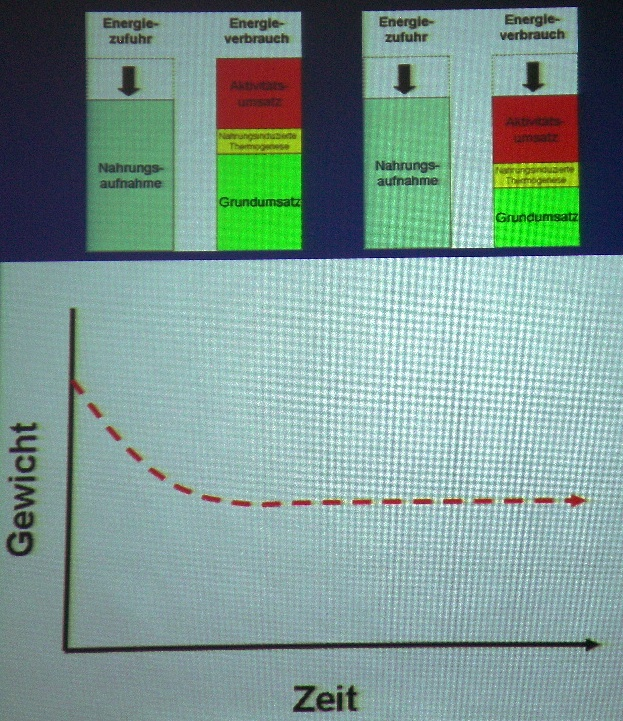 Energie-
zufuhr
Energie-
verbrauch
Aktivitäts-
umsatz
Nahrungsinduzierte
Thermogenese
Nahrungs-
aufnahme
Grundumsatz
Energie-
zufuhr
Energie-
verbrauch
Aktivitäts-
umsatz
Nahrungsinduzierte
Thermogenese
Nahrungs-
aufnahme
Grundumsatz
Gewicht
Zeit